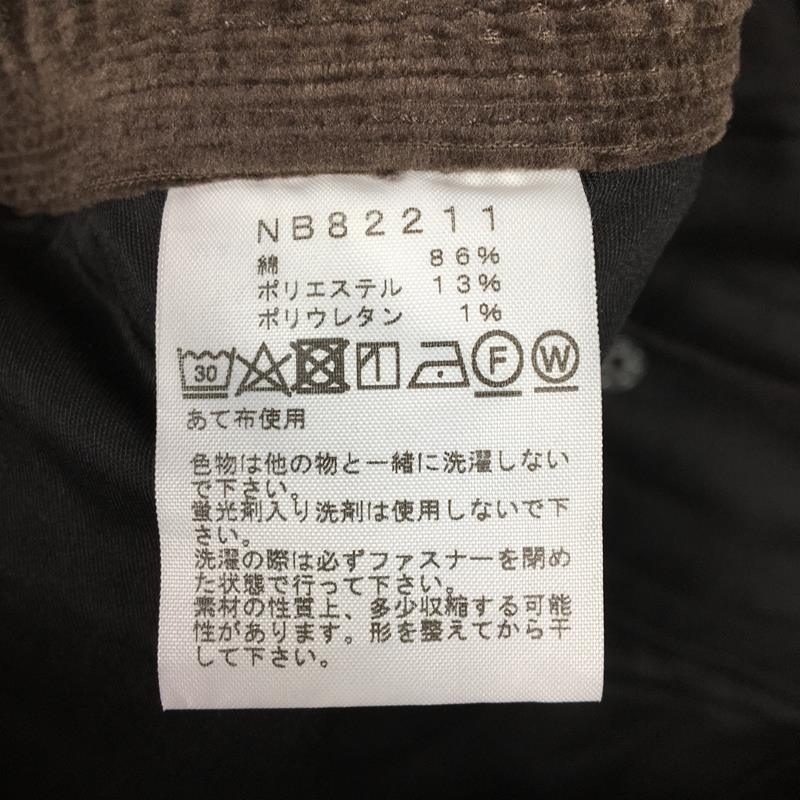 NB82211
綿 86%
ポリエステル 13%
ポリウレタン 1%
30 F W
あて布使用
色物は他の物と一緒に洗濯しない
で下さい。
蛍光剤入り洗剤は使用しないで下
さい。
洗濯の際は必ずファスナーを閉め
た状態で行って下さい。
素材の性質上、多少収縮する可能
性があります。形を整えてから干
して下さい。